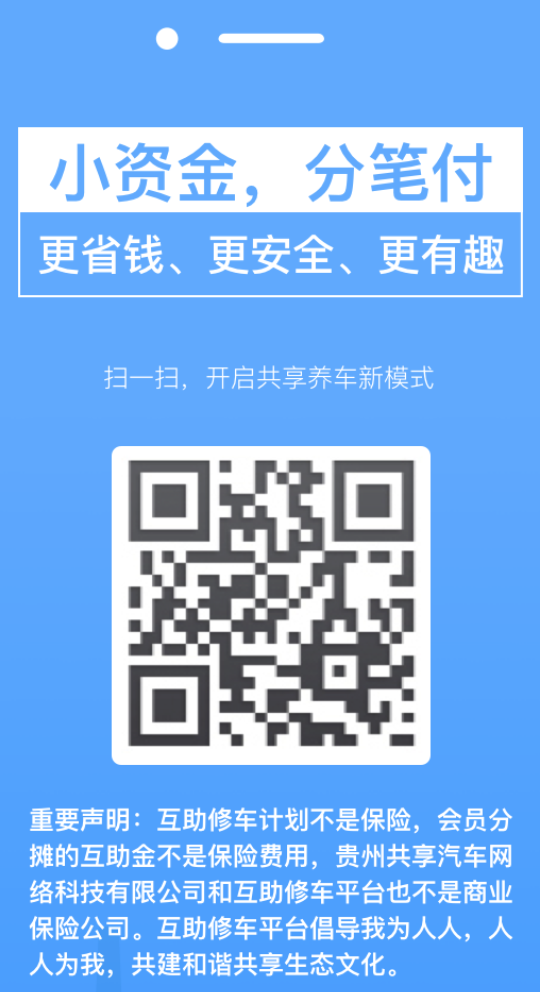 小资金，分笔付
更省钱、更安全、更有趣
扫一扫，开启共享养车新模式
重要声明：互助修车计划不是保险，会员分
摊的互助金不是保险费用，贵州共享汽车网
络科技有限公司和互助修车平台也不是商业
保险公司。互助修车平台倡导我为人人，人
人为我，共建和谐共享生态文化。